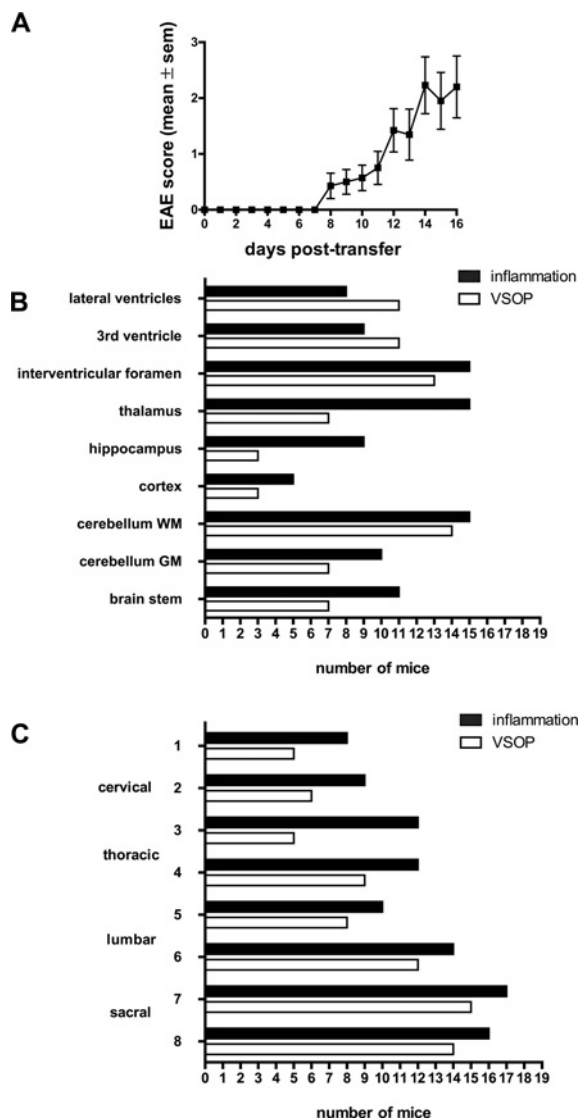 A
EAE score (mean ± sem)
3
2
1
0
0 2 4 6 8 10 12 14 16
days post-transfer
B
inflammation
VSOP
lateral ventricles
3rd ventricle
interventricular foramen
thalamus
hippocampus
cortex
cerebellum WM
cerebellum GM
brain stem
0 1 2 3 4 5 6 7 8 9 10 11 12 13 14 15 16 17 18 19
number of mice
C
inflammation
VSOP
1
cervical 2
3
thoracic
4
5
lumbar
6
7
sacral
8
0 1 2 3 4 5 6 7 8 9 10 11 12 13 14 15 16 17 18 19
number of mice